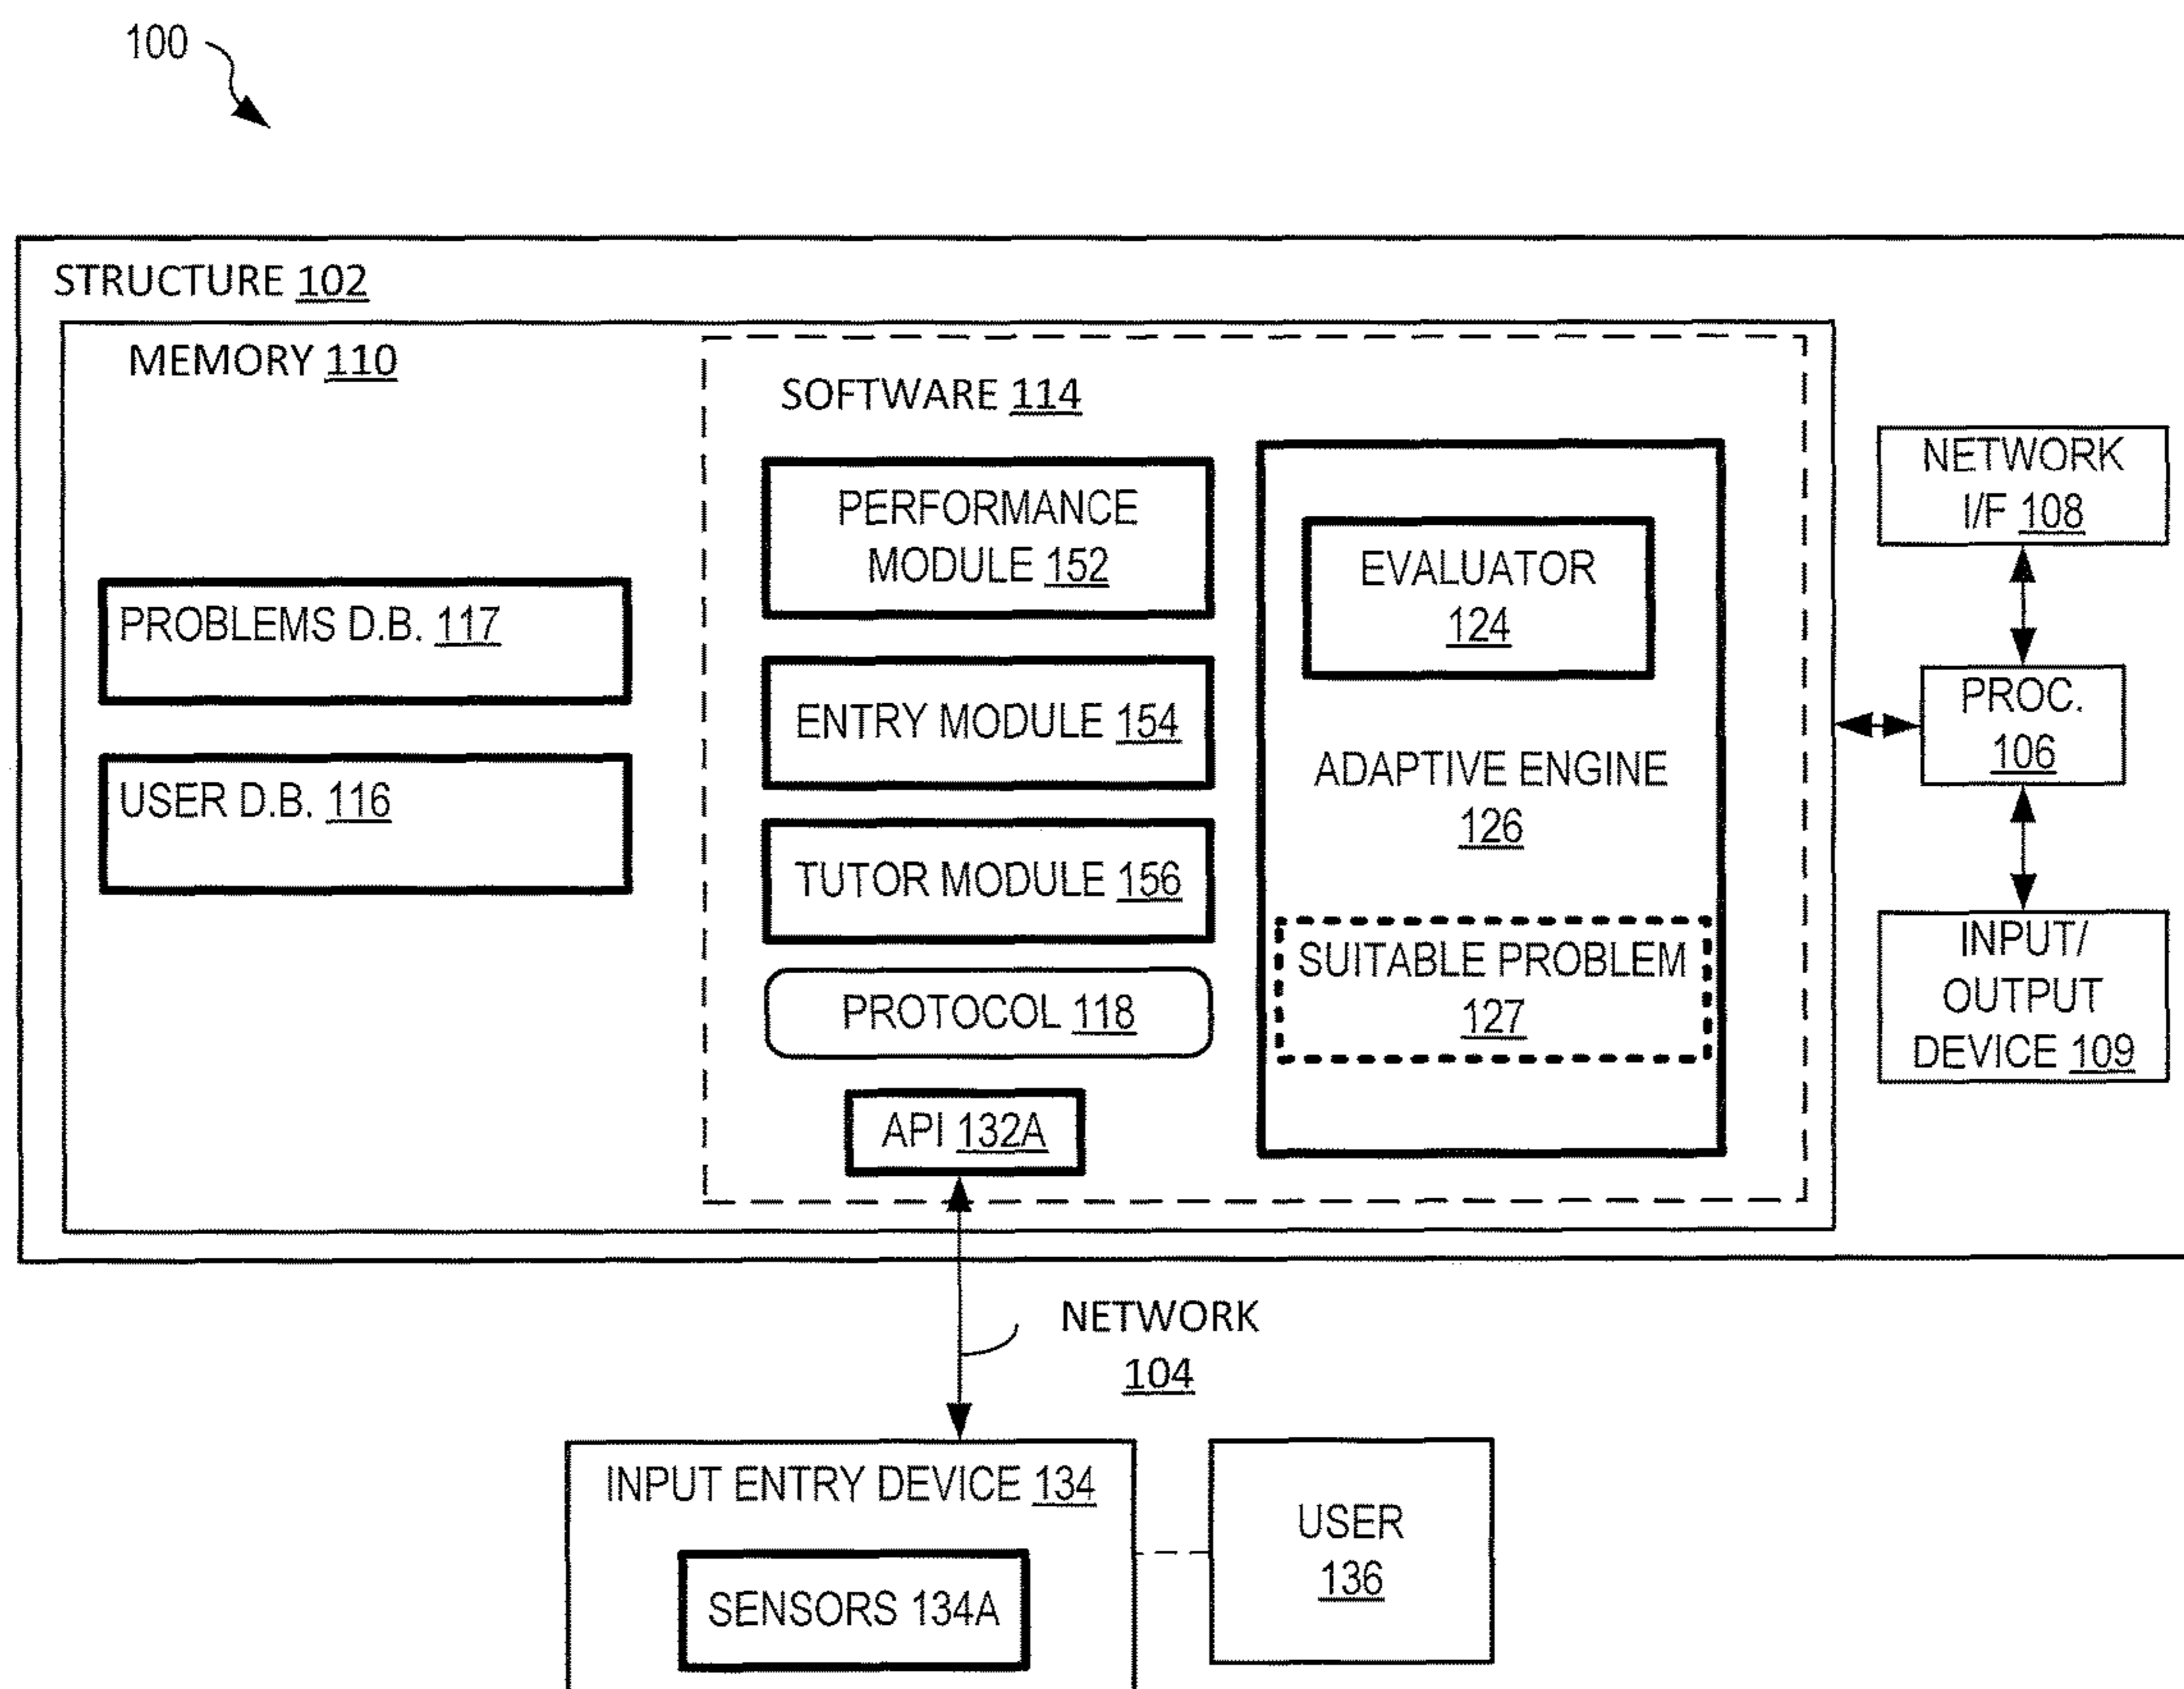 100
STRUCTURE 102
MEMORY 110
SOFTWARE 114
PROBLEMS D.B. 117
USER D.B. 116
PERFORMANCE
MODULE 152
ENTRY MODULE 154
TUTOR MODULE 156
PROTOCOL 118
API 132A
EVALUATOR
124
ADAPTIVE ENGINE
126
SUITABLE PROBLEM
127
NETWORK
I/F 108
PROC.
106
INPUT/
OUTPUT
DEVICE 109
NETWORK
104
INPUT ENTRY DEVICE 134
SENSORS 134A
USER
136